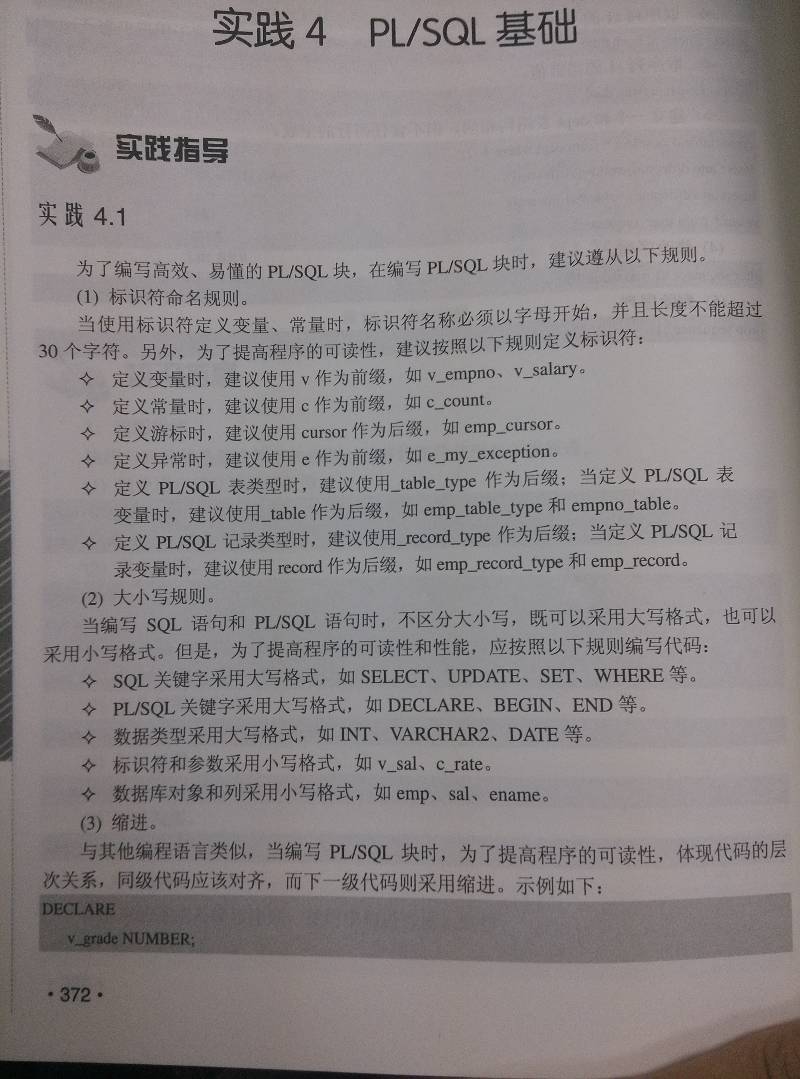 实践 4 PL/SQL 基础
实践指导
实践 4.1
为了编写高效、易懂的 PL/SQL 块，在编写 PL/SQL 块时，建议遵从以下规则。
(1) 标识符命名规则。
当使用标识符定义变量、常量时，标识符名称必须以字母开始，并且长度不能超过
30 个字符。另外，为了提高程序的可读性，建议按照以下规则定义标识符：
✧ 定义变量时，建议使用 v 作为前缀，如 v_empno、v_salary。
✧ 定义常量时，建议使用 c 作为前缀，如 c_count。
✧ 定义游标时，建议使用 cursor 作为后缀，如 emp_cursor。
✧ 定义异常时，建议使用 e 作为前缀，如 e_my_exception。
✧ 定义 PL/SQL 表类型时，建议使用_table_type 作为后缀；当定义 PL/SQL 表
变量时，建议使用_table 作为后缀，如 emp_table_type 和 empno_table。
✧ 定义 PL/SQL 记录类型时，建议使用_record_type 作为后缀；当定义 PL/SQL 记
录变量时，建议使用 record 作为后缀，如 emp_record_type 和 emp_record。
(2) 大小写规则。
当编写 SQL 语句和 PL/SQL 语句时，不区分大小写，既可以采用大写格式，也可以
采用小写格式。但是，为了提高程序的可读性和性能，应按照以下规则编写代码：
✧ SQL 关键字采用大写格式，如 SELECT、UPDATE、SET、WHERE 等。
✧ PL/SQL 关键字采用大写格式，如 DECLARE、BEGIN、END 等。
✧ 数据类型采用大写格式，如 INT、VARCHAR2、DATE 等。
✧ 标识符和参数采用小写格式，如 v_sal、c_rate。
✧ 数据库对象和列采用小写格式，如 emp、sal、ename。
(3) 缩进。
与其他编程语言类似，当编写 PL/SQL 块时，为了提高程序的可读性，体现代码的层
次关系，同级代码应该对齐，而下一级代码则采用缩进。示例如下：
DECLARE
v_grade NUMBER;
·372·